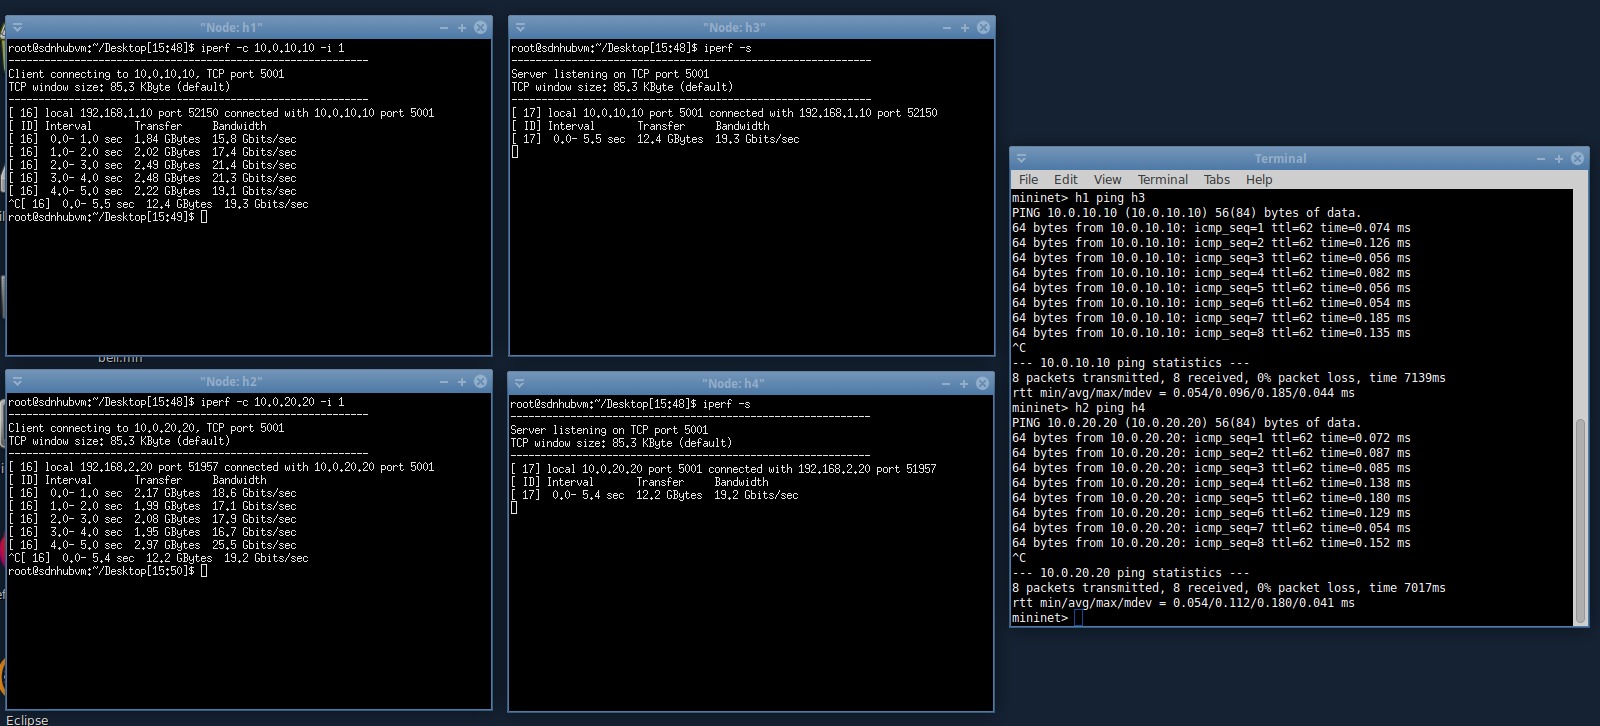 "Node: h1"
root@sdnhubvm:~/Desktop[15:48]$ iperf -c 10.0.10.10 -i 1
------------------------------------------------------------
Client connecting to 10.0.10.10, TCP port 5001
TCP window size: 85.3 KByte (default)
------------------------------------------------------------
[ 16] local 192.168.1.10 port 52150 connected with 10.0.10.10 port 5001
[ ID] Interval       Transfer     Bandwidth
[ 16]  0.0- 1.0 sec  1.84 GBytes  15.8 Gbits/sec
[ 16]  1.0- 2.0 sec  2.02 GBytes  17.4 Gbits/sec
[ 16]  2.0- 3.0 sec  2.49 GBytes  21.4 Gbits/sec
[ 16]  3.0- 4.0 sec  2.48 GBytes  21.3 Gbits/sec
[ 16]  4.0- 5.0 sec  2.22 GBytes  19.1 Gbits/sec
^C[ 16]  0.0- 5.5 sec  12.4 GBytes  19.3 Gbits/sec
root@sdnhubvm:~/Desktop[15:49]$
"Node: h3"
root@sdnhubvm:~/Desktop[15:48]$ iperf -s
------------------------------------------------------------
Server listening on TCP port 5001
TCP window size: 85.3 KByte (default)
------------------------------------------------------------
[ 17] local 10.0.10.10 port 5001 connected with 192.168.1.10 port 52150
[ ID] Interval       Transfer     Bandwidth
[ 17]  0.0- 5.5 sec  12.4 GBytes  19.3 Gbits/sec
"Node: h2"
root@sdnhubvm:~/Desktop[15:48]$ iperf -c 10.0.20.20 -i 1
------------------------------------------------------------
Client connecting to 10.0.20.20, TCP port 5001
TCP window size: 85.3 KByte (default)
------------------------------------------------------------
[ 16] local 192.168.2.20 port 51957 connected with 10.0.20.20 port 5001
[ ID] Interval       Transfer     Bandwidth
[ 16]  0.0- 1.0 sec  2.17 GBytes  18.6 Gbits/sec
[ 16]  1.0- 2.0 sec  1.99 GBytes  17.1 Gbits/sec
[ 16]  2.0- 3.0 sec  2.08 GBytes  17.9 Gbits/sec
[ 16]  3.0- 4.0 sec  1.95 GBytes  16.7 Gbits/sec
[ 16]  4.0- 5.0 sec  2.97 GBytes  25.5 Gbits/sec
^C[ 16]  0.0- 5.4 sec  12.2 GBytes  19.2 Gbits/sec
root@sdnhubvm:~/Desktop[15:50]$
"Node: h4"
root@sdnhubvm:~/Desktop[15:48]$ iperf -s
------------------------------------------------------------
Server listening on TCP port 5001
TCP window size: 85.3 KByte (default)
------------------------------------------------------------
[ 17] local 10.0.20.20 port 5001 connected with 192.168.2.20 port 51957
[ ID] Interval       Transfer     Bandwidth
[ 17]  0.0- 5.4 sec  12.2 GBytes  19.2 Gbits/sec
Terminal
File Edit View Terminal Tabs Help
mininet> h1 ping h3
PING 10.0.10.10 (10.0.10.10) 56(84) bytes of data.
64 bytes from 10.0.10.10: icmp_seq=1 ttl=62 time=0.074 ms
64 bytes from 10.0.10.10: icmp_seq=2 ttl=62 time=0.126 ms
64 bytes from 10.0.10.10: icmp_seq=3 ttl=62 time=0.056 ms
64 bytes from 10.0.10.10: icmp_seq=4 ttl=62 time=0.082 ms
64 bytes from 10.0.10.10: icmp_seq=5 ttl=62 time=0.056 ms
64 bytes from 10.0.10.10: icmp_seq=6 ttl=62 time=0.054 ms
64 bytes from 10.0.10.10: icmp_seq=7 ttl=62 time=0.185 ms
64 bytes from 10.0.10.10: icmp_seq=8 ttl=62 time=0.135 ms
^C
--- 10.0.10.10 ping statistics ---
8 packets transmitted, 8 received, 0% packet loss, time 7139ms
rtt min/avg/max/mdev = 0.054/0.096/0.185/0.044 ms
mininet> h2 ping h4
PING 10.0.20.20 (10.0.20.20) 56(84) bytes of data.
64 bytes from 10.0.20.20: icmp_seq=1 ttl=62 time=0.072 ms
64 bytes from 10.0.20.20: icmp_seq=2 ttl=62 time=0.087 ms
64 bytes from 10.0.20.20: icmp_seq=3 ttl=62 time=0.085 ms
64 bytes from 10.0.20.20: icmp_seq=4 ttl=62 time=0.138 ms
64 bytes from 10.0.20.20: icmp_seq=5 ttl=62 time=0.180 ms
64 bytes from 10.0.20.20: icmp_seq=6 ttl=62 time=0.129 ms
64 bytes from 10.0.20.20: icmp_seq=7 ttl=62 time=0.054 ms
64 bytes from 10.0.20.20: icmp_seq=8 ttl=62 time=0.152 ms
^C
--- 10.0.20.20 ping statistics ---
8 packets transmitted, 8 received, 0% packet loss, time 7017ms
rtt min/avg/max/mdev = 0.054/0.112/0.180/0.041 ms
mininet>
Eclipse